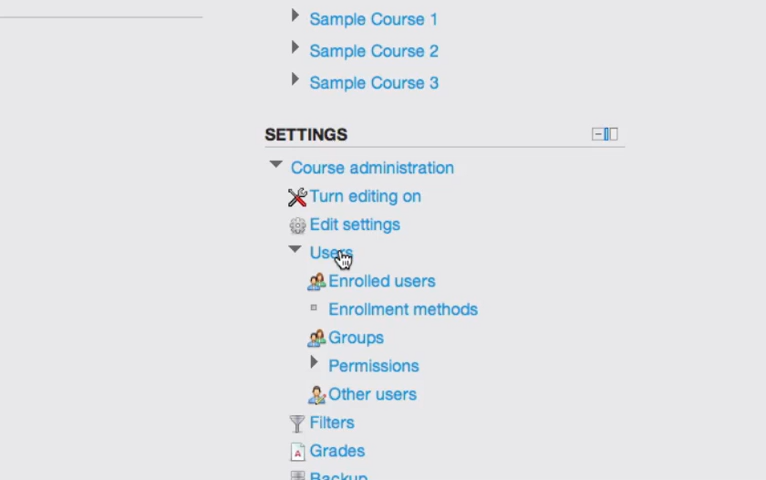 Sample Course 1
Sample Course 2
Sample Course 3
SETTINGS
Course administration
Turn editing on
Edit settings
Users
Enrolled users
Enrollment methods
Groups
Permissions
Other users
Filters
A Grades
Backup